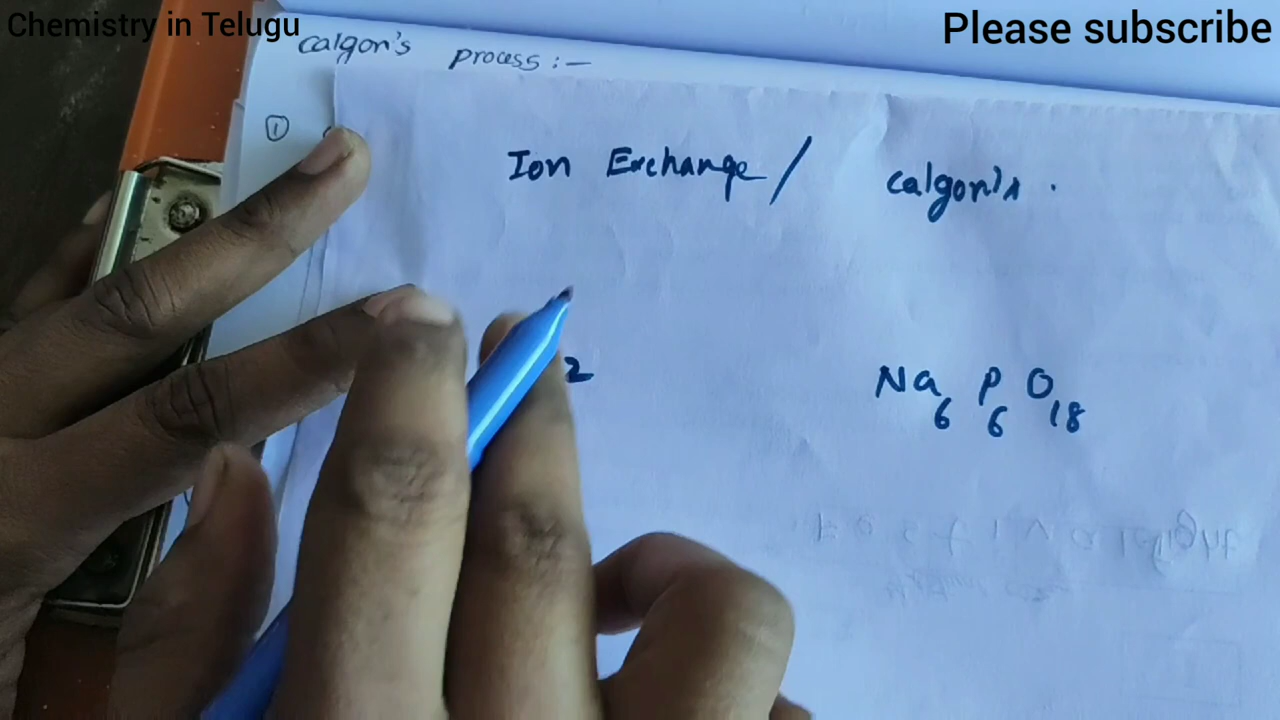 Chemistry in Telugu
Please subscribe
Calgon's process :-
①
Ion Exchange / calgon's.
2
Na6 P6 O18